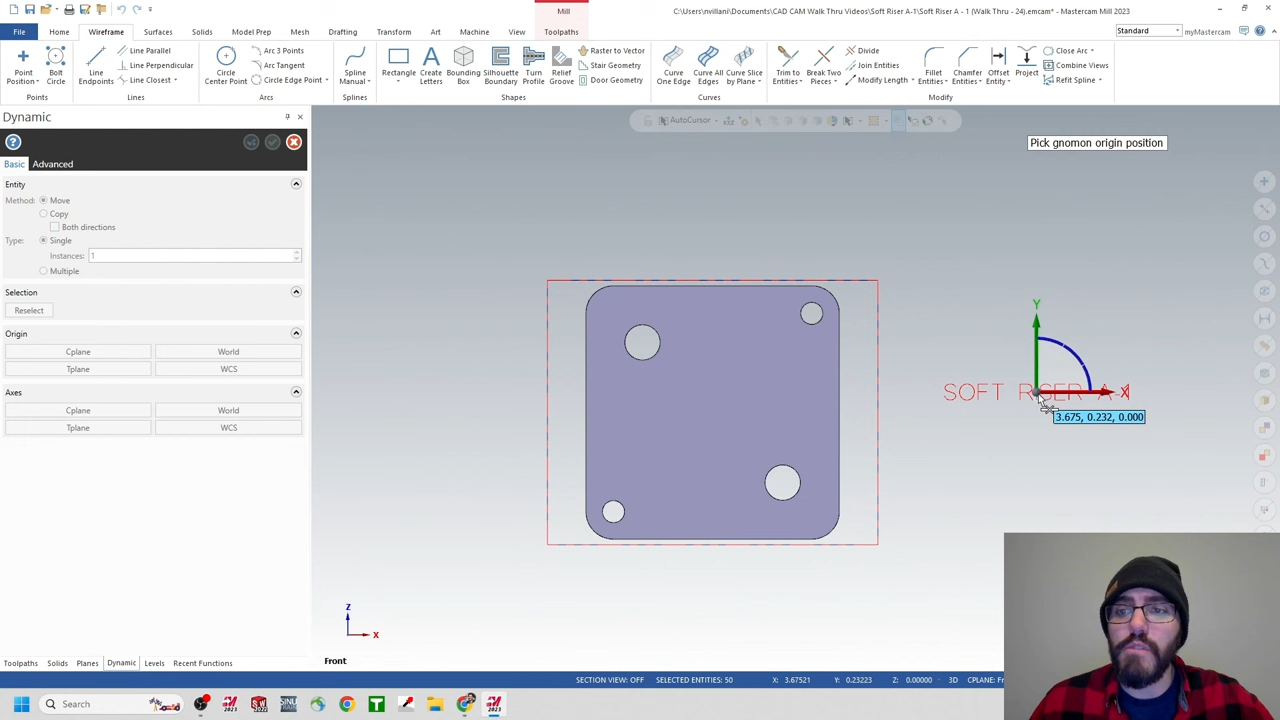 Mill
C:\Users\nvillani\Documents\CAD CAM Walk Thru Videos\Soft Riser A-1\Soft Riser A - 1 (Walk Thru - 24).emcam* - Mastercam Mill 2023
File Home Wireframe Surfaces Solids Model Prep Mesh Drafting Transform Art Machine View Toolpaths Standard myMastercam
Point Position Bolt Circle
Points
Line Endpoints
Line Parallel
Line Perpendicular
Line Closest
Lines
Circle Center Point
Arc 3 Points
Arc Tangent
Circle Edge Point
Arcs
Spline Manual
Splines
Rectangle Create Letters Bounding Box Silhouette Boundary Turn Profile Relief Groove
Raster to Vector
Stair Geometry
Door Geometry
Shapes
Curve One Edge Curve All Edges Curve Slice by Plane
Curves
Trim to Entities Break Two Pieces
Divide
Join Entities
Modify Length
Fillet Entities Chamfer Entities Offset Entity Project
Close Arc
Combine Views
Refit Spline
Modify
Dynamic
AutoCursor
Pick gnomon origin position
Basic Advanced
Entity
Method: Move
Copy
Both directions
Type: Single
Instances: 1
Multiple
Selection
Reselect
Origin
Cplane World
Tplane WCS
Axes
Cplane World
Tplane WCS
Y
SOFT RISER A-
X
3.675, 0.232, 0.000
Z
X
Front
Toolpaths Solids Planes Dynamic Levels Recent Functions
SECTION VIEW: OFF SELECTED ENTITIES: 50 X: 3.67521 Y: 0.23223 Z: 0.00000 3D CPLANE:
Search